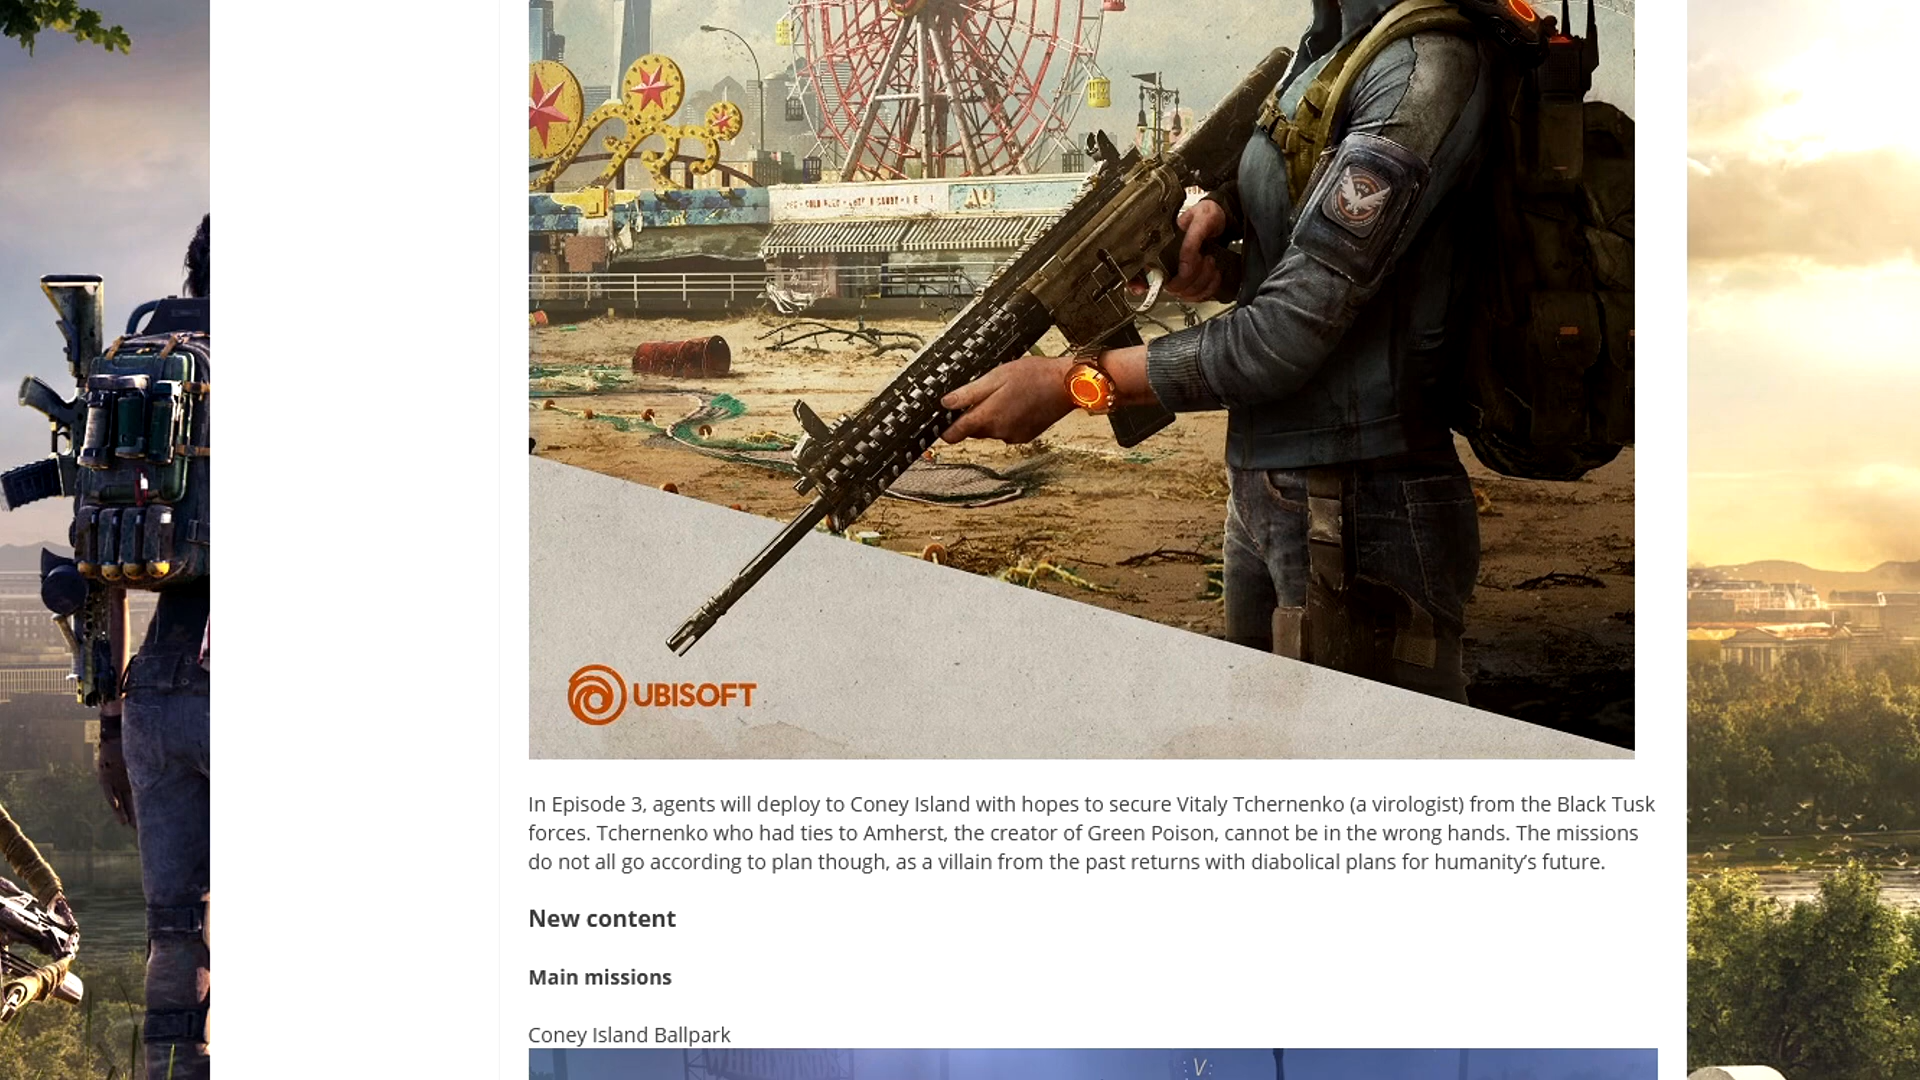 AU
UBISOFT
In Episode 3, agents will deploy to Coney Island with hopes to secure Vitaly Tchernenko (a virologist) from the Black Tusk
forces. Tchernenko who had ties to Amherst, the creator of Green Poison, cannot be in the wrong hands. The missions
do not all go according to plan though, as a villain from the past returns with diabolical plans for humanity’s future.
New content
Main missions
Coney Island Ballpark